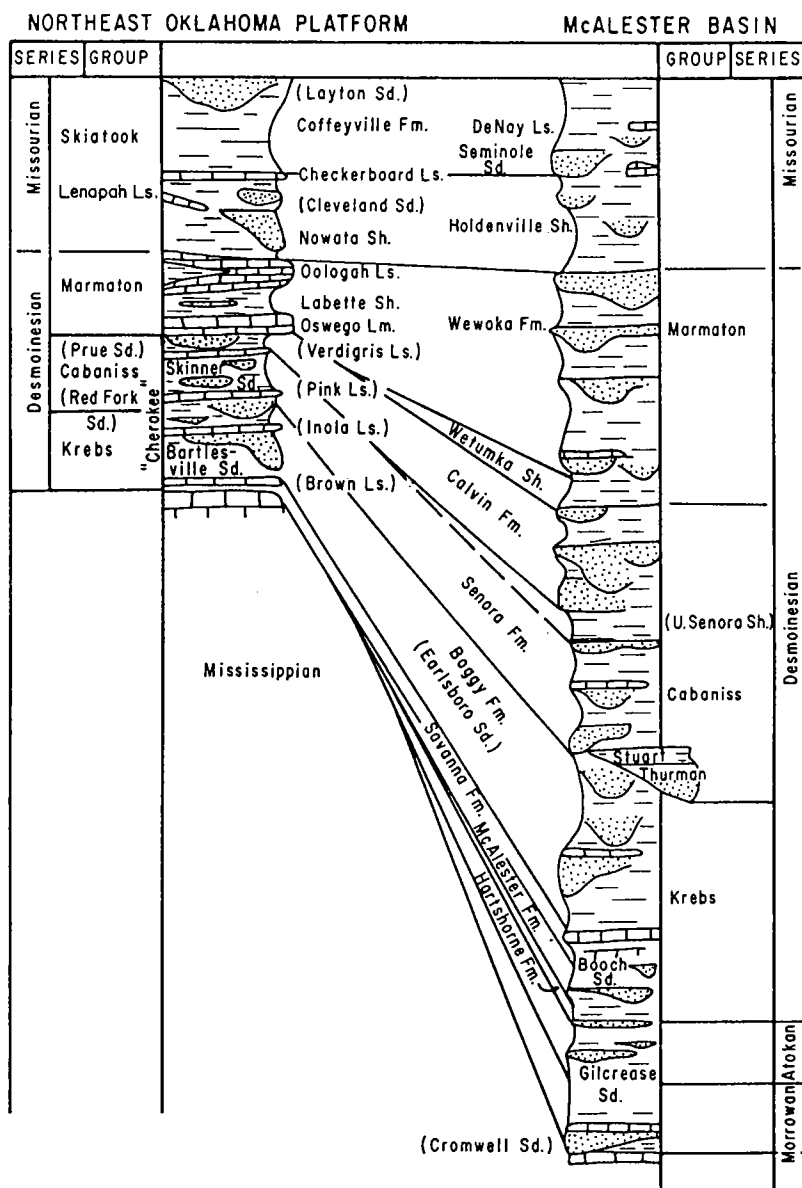 NORTHEAST OKLAHOMA PLATFORM
McALESTER BASIN
SERIES GROUP
GROUP SERIES
Missourian
Skiatook
Lenapah Ls.
Desmoinesian
Marmaton
(Prue Sd.)
Cabaniss
(Red Fork
Sd.)
Krebs
"Cherokee"
Skinner
Sd.
Bartles-
ville Sd.
(Layton Sd.)
Coffeyville Fm.
Checkerboard Ls.
(Cleveland Sd.)
Nowata Sh.
Oologah Ls.
Labette Sh.
Oswego Lm.
(Verdigris Ls.)
(Pink Ls.)
(Inola Ls.)
(Brown Ls.)
Mississippian
DeNay Ls.
Seminole
Sd.
Holdenville Sh.
Wewoka Fm.
Wetumka Sh.
Calvin Fm.
Senora Fm.
Boggy Fm.
(Earlsboro Sd.)
Savanna Fm.
McAlester Fm.
Hartshorne Fm.
(Cromwell Sd.)
Stuart
Thurman
Booch
Sd.
Gilcrease
Sd.
Marmaton
(U. Senora Sh.)
Cabaniss
Krebs
Missourian
Desmoinesian
Atokan
Morrowan